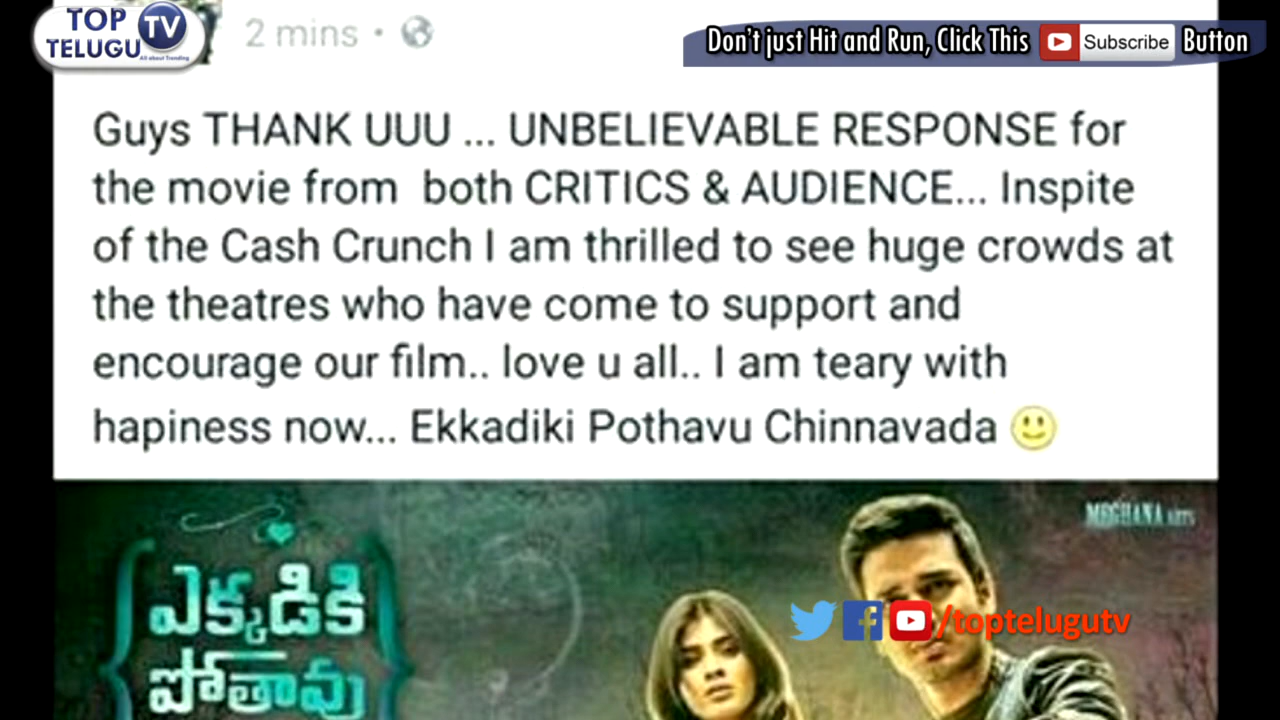 TOP
TELUGU TV
All about Trending
2 mins
Don't just Hit and Run, Click This Subscribe Button
Guys THANK UUU ... UNBELIEVABLE RESPONSE for
the movie from both CRITICS & AUDIENCE... Inspite
of the Cash Crunch I am thrilled to see huge crowds at
the theatres who have come to support and
encourage our film.. love u all.. I am teary with
hapiness now... Ekkadiki Pothavu Chinnavada 🙂
MEGHANA ARTS
ఎక్కడికి
పోతావు
/toptelugutv